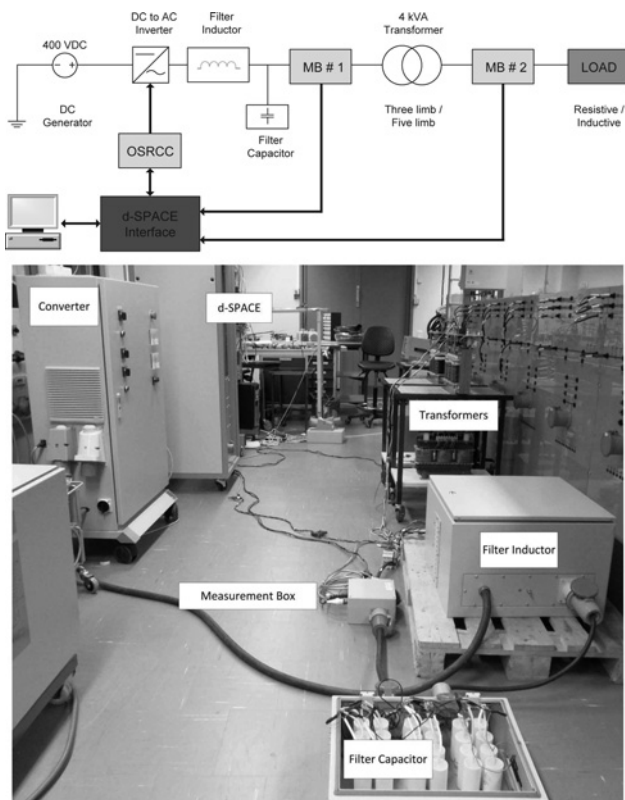 DC to AC
Inverter
Filter
Inductor
4 kVA
Transformer
400 VDC
MB # 1
MB # 2
LOAD
DC
Generator
Filter
Capacitor
Three limb /
Five limb
Resistive /
Inductive
OSRCC
d-SPACE
Interface
Converter
d-SPACE
Transformers
Filter Inductor
Measurement Box
Filter Capacitor